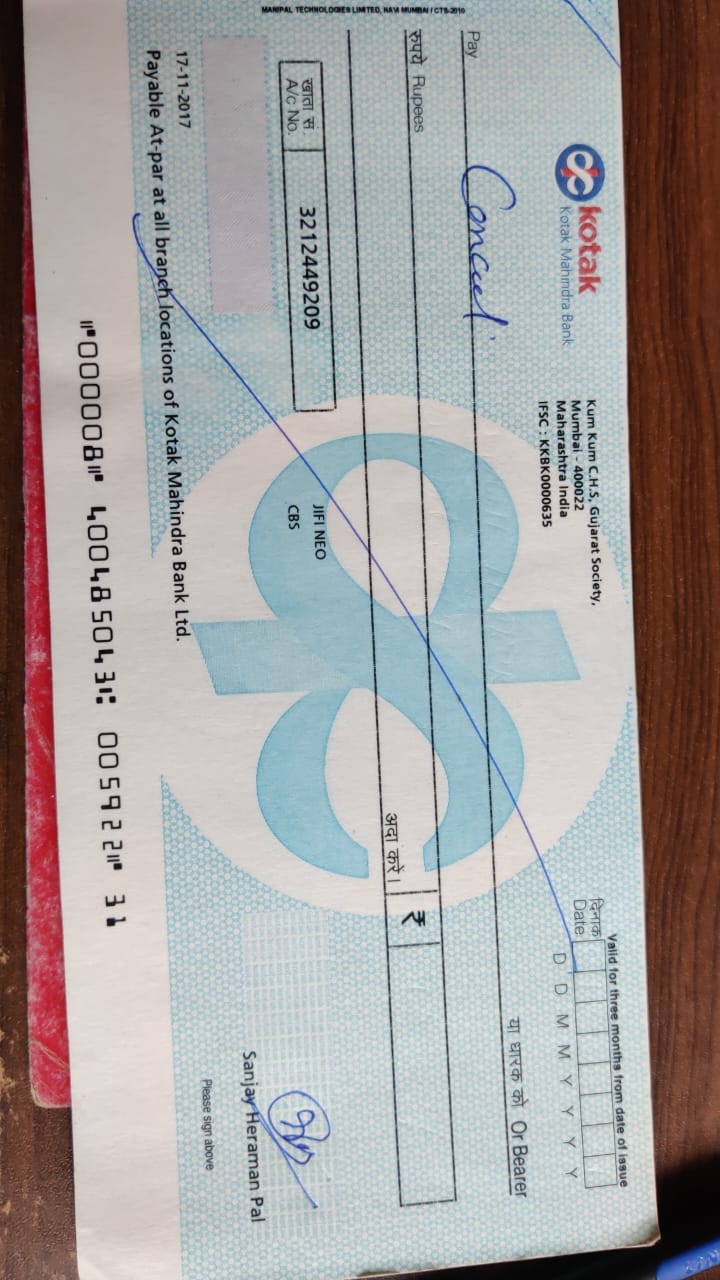 kotak
Kotak Mahindra Bank
Kum Kum C.H.S, Gujarat Society,
Mumbai - 400022
Maharashtra India
IFSC : KKBK0000635
Valid for three months from date of issue
दिनांक
Date
D D M M Y Y Y Y
Pay
Concel
या धारक को Or Bearer
रुपये Rupees
अदा करें।
₹
खाता सं
A/c No.
3212449209
JIFI NEO
CBS
Sanjay Heraman Pal
Please sign above
17-11-2017
Payable At-par at all branch locations of Kotak Mahindra Bank Ltd.
⑈000008⑈ 400485043⑆ 005922⑈ 31
MANIPAL TECHNOLOGIES LIMITED, NAVI MUMBAI / CTS-2010